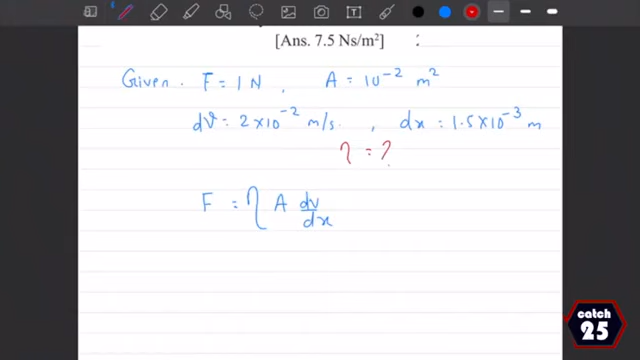 [Ans. 7.5 Ns/m²]
Given. F = 1 N , A = 10⁻² m²
dv = 2 × 10⁻² m/s. , dx = 1.5 × 10⁻³ m
η = ?
F = η A dv/dx
catch
25